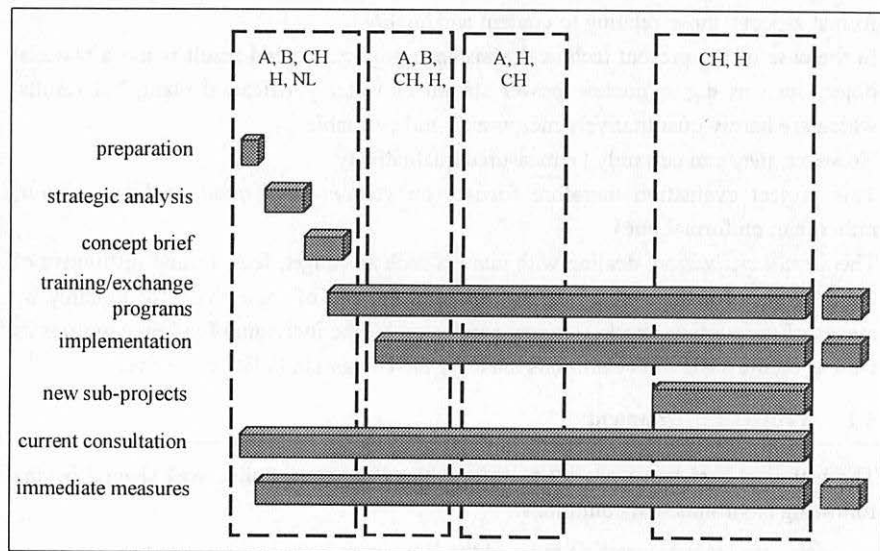 A, B, CH
H, NL
A, B,
CH, H,
A, H,
CH
CH, H
preparation
strategic analysis
concept brief
training/exchange
programs
implementation
new sub-projects
current consultation
immediate measures